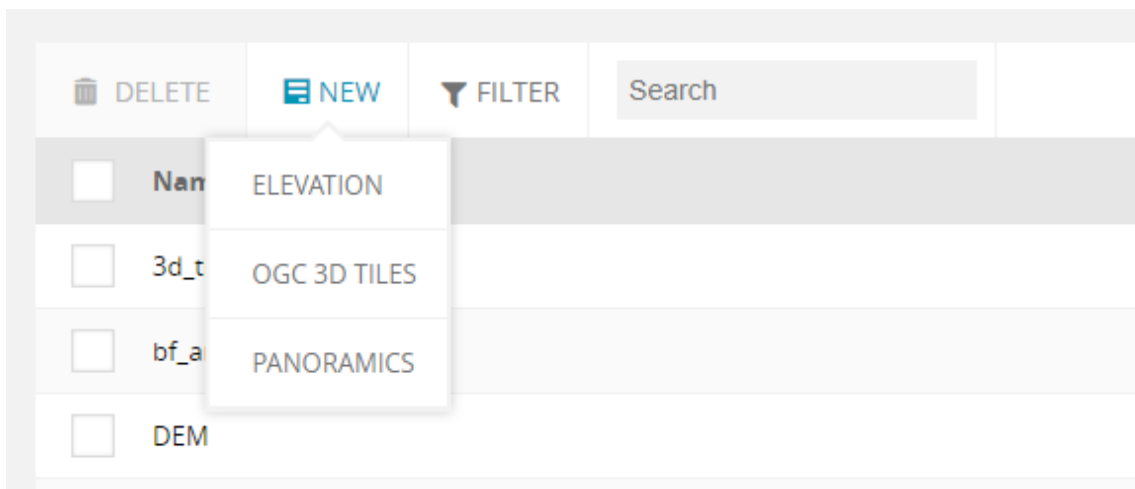 DELETE NEW FILTER Search
Nam
ELEVATION
3d_t
OGC 3D TILES
bf_a
PANORAMICS
DEM